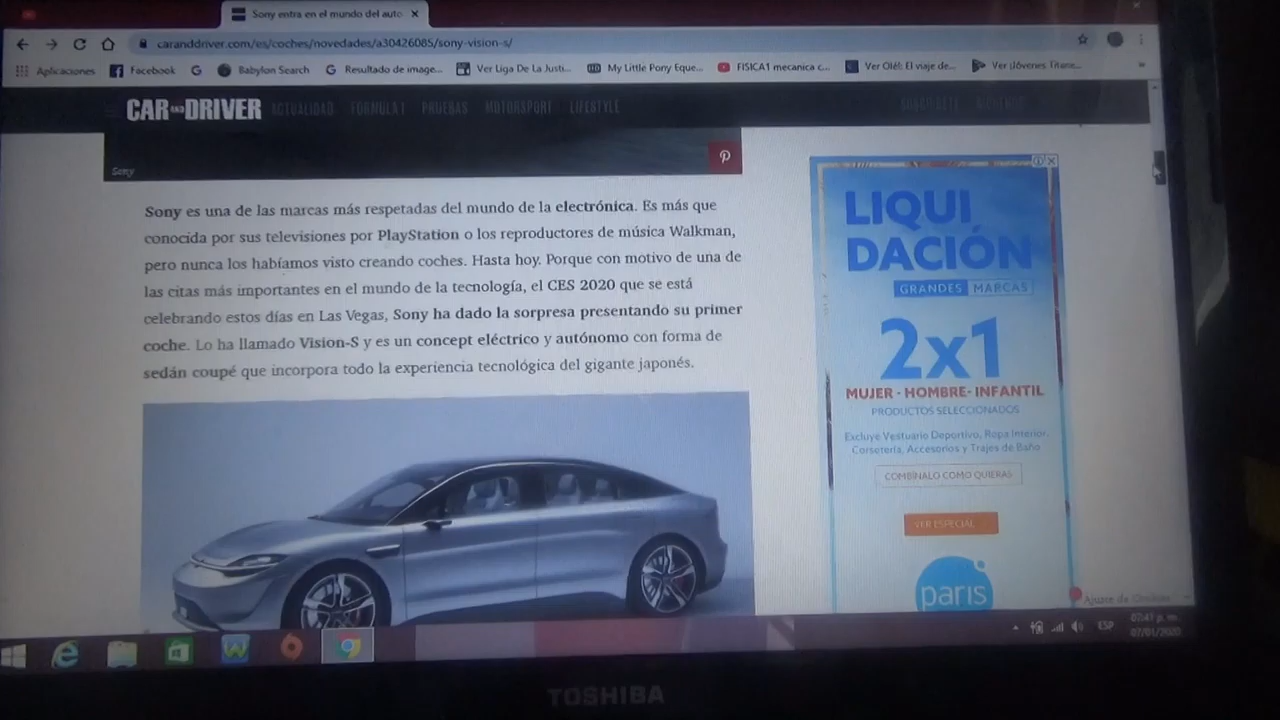 Sony entra en el mundo del auto
caranddriver.com/es/coches/novedades/a30426085/sony-vision-s/
Aplicaciones
Facebook
Babylon Search
Resultado de image...
Ver Liga De La Justi...
My Little Pony Eque...
FISICA1 mecanica c...
Ver Olé!: El viaje de...
Ver ¡Jóvenes Titane...
CAR AND DRIVER
ACTUALIDAD FORMULA 1 PRUEBAS MOTORSPORT LIFESTYLE
Sony
Sony es una de las marcas más respetadas del mundo de la electrónica. Es más que
conocida por sus televisiones por PlayStation o los reproductores de música Walkman,
pero nunca los habíamos visto creando coches. Hasta hoy. Porque con motivo de una de
las citas más importantes en el mundo de la tecnología, el CES 2020 que se está
celebrando estos días en Las Vegas, Sony ha dado la sorpresa presentando su primer
coche. Lo ha llamado Vision-S y es un concept eléctrico y autónomo con forma de
sedán coupé que incorpora todo la experiencia tecnológica del gigante japonés.
LIQUI
DACIÓN
GRANDES MARCAS
2x1
MUJER - HOMBRE - INFANTIL
PRODUCTOS SELECCIONADOS
Excluye Vestuario Deportivo, Ropa Interior,
Corsetería, Accesorios y Trajes de Baño
COMBÍNALO COMO QUIERAS
VER ESPECIAL
paris
Ajuste de
ESP
07:41 p. m.
07/01/2020
TOSHIBA